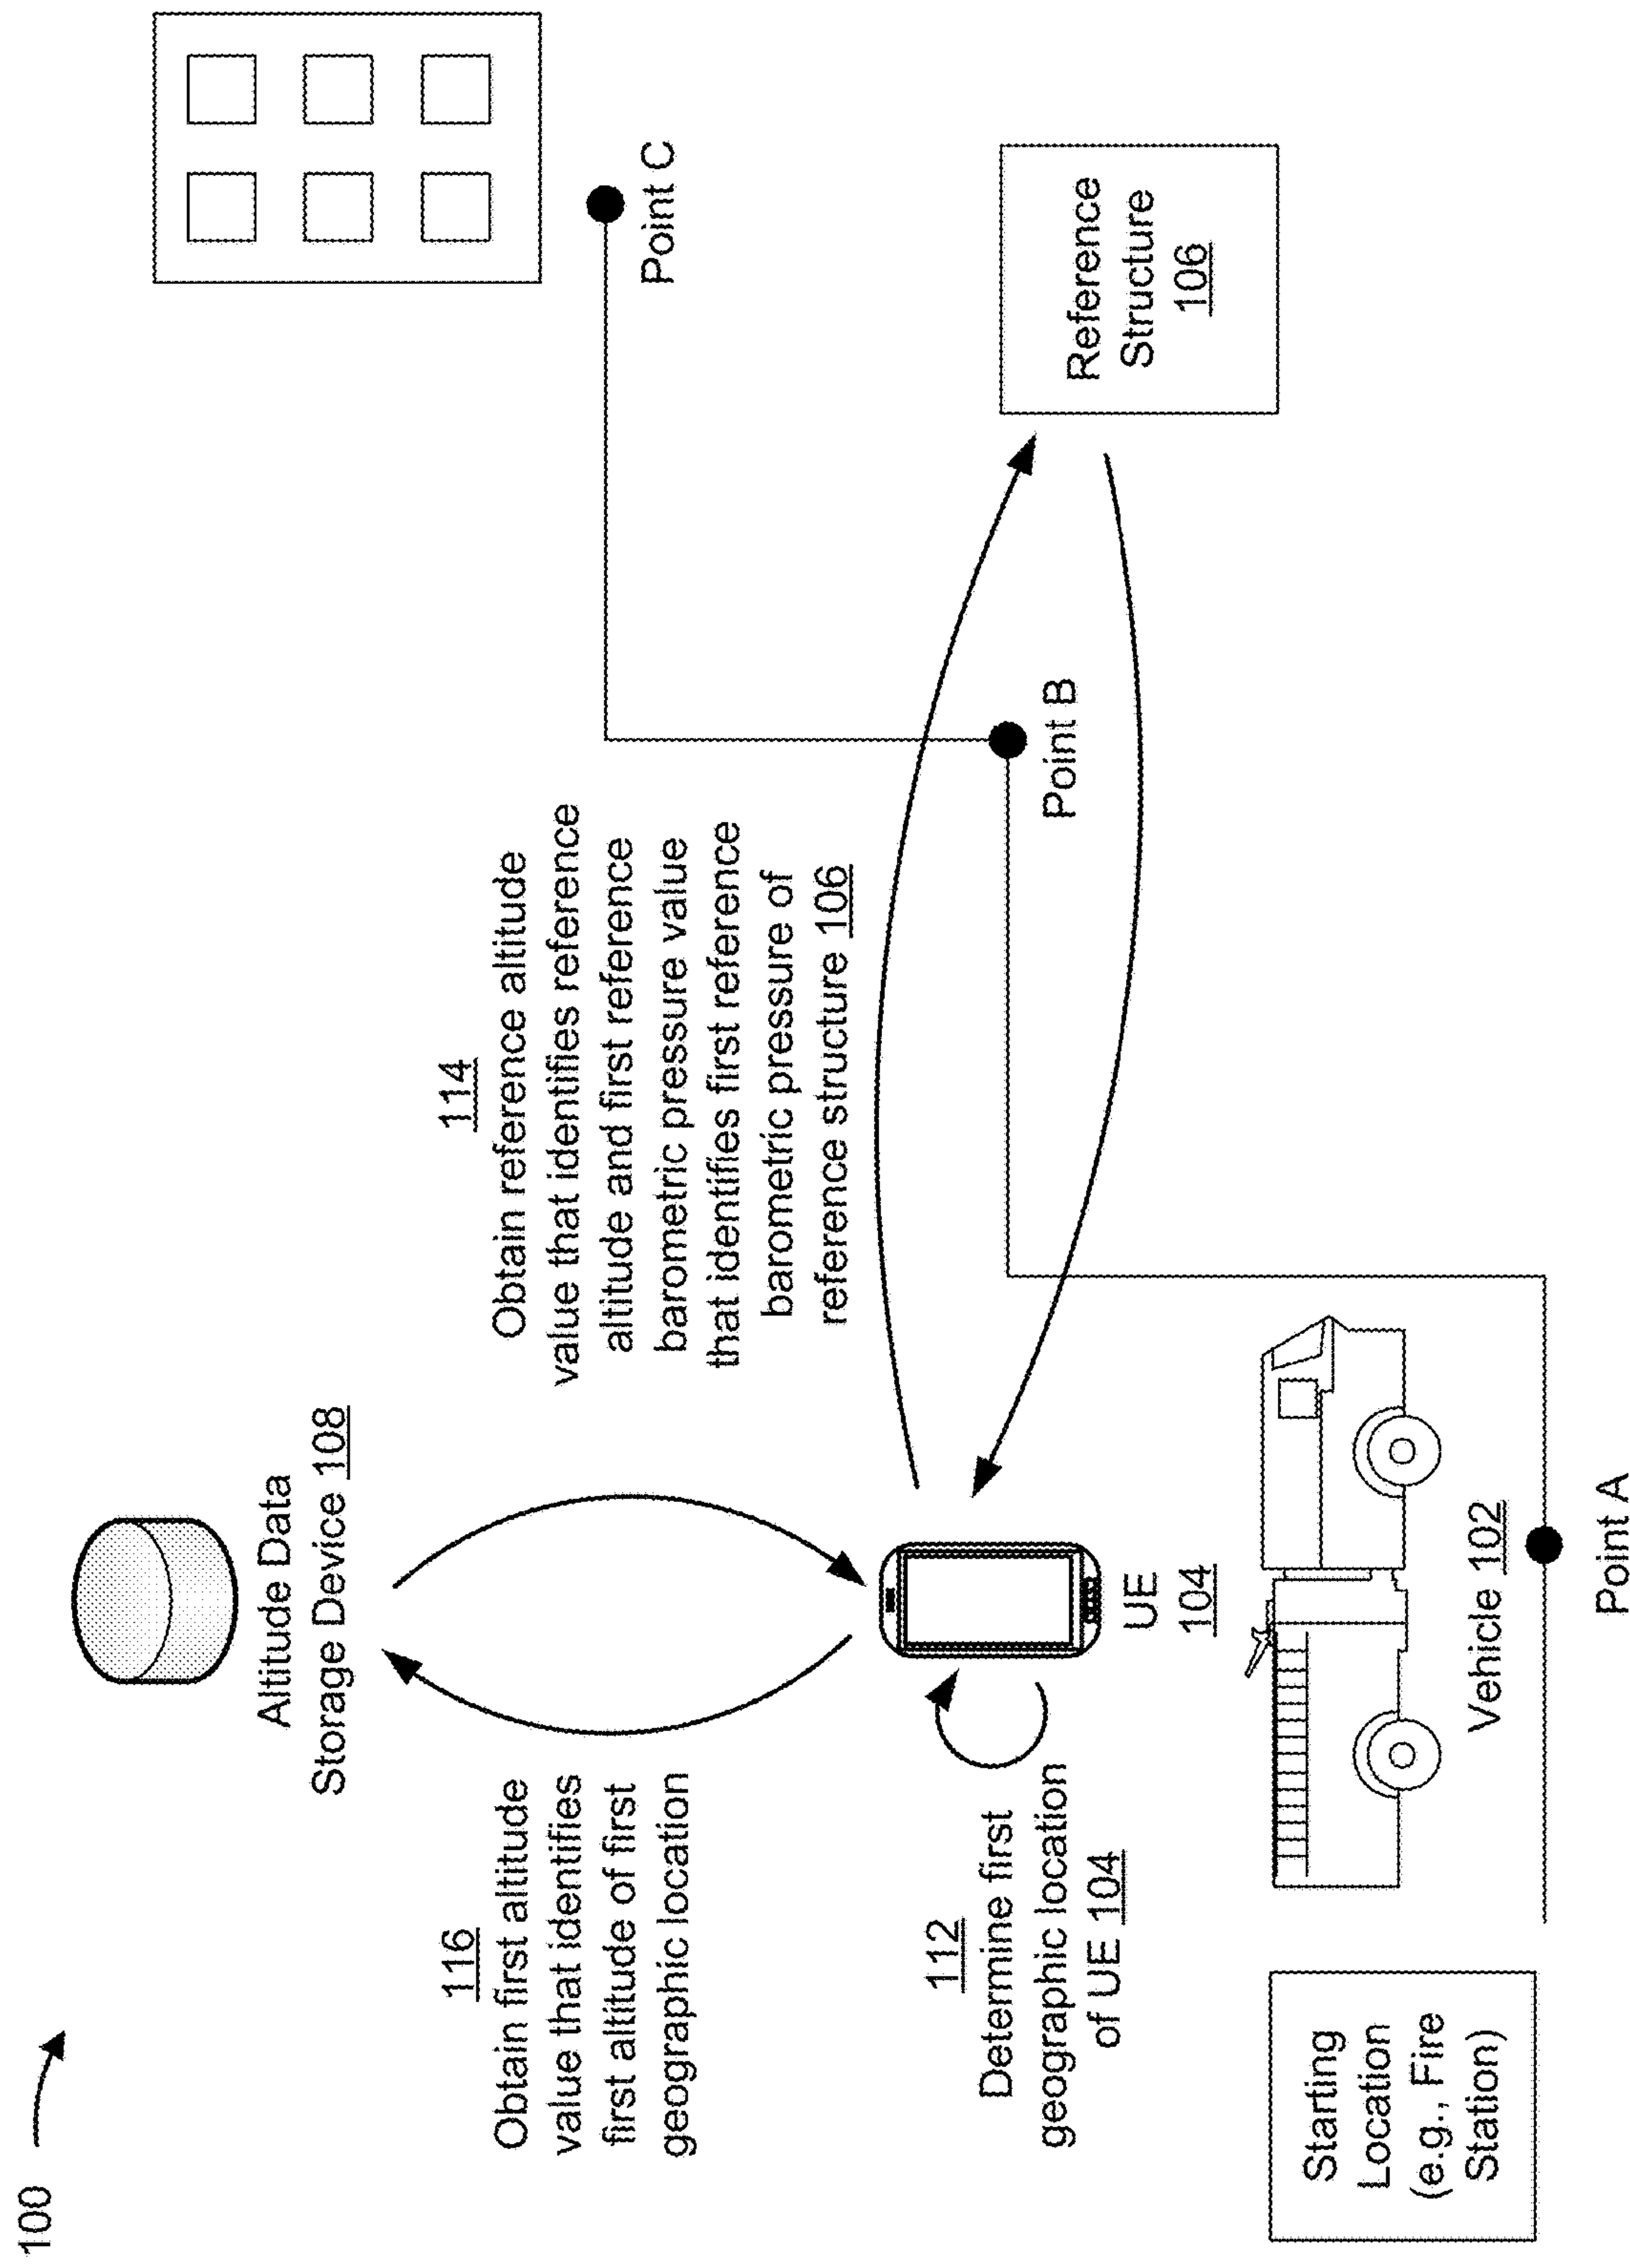 100
116
Obtain first altitude
value that identifies
first altitude of first
geographic location
Altitude Data
Storage Device 108
114
Obtain reference altitude
value that identifies reference
altitude and first reference
barometric pressure value
that identifies first reference
barometric pressure of
reference structure 106
Point C
112
Determine first
geographic location
of UE 104
UE
104
Point B
Reference
Structure
106
Starting
Location
(e.g., Fire
Station)
Vehicle 102
Point A